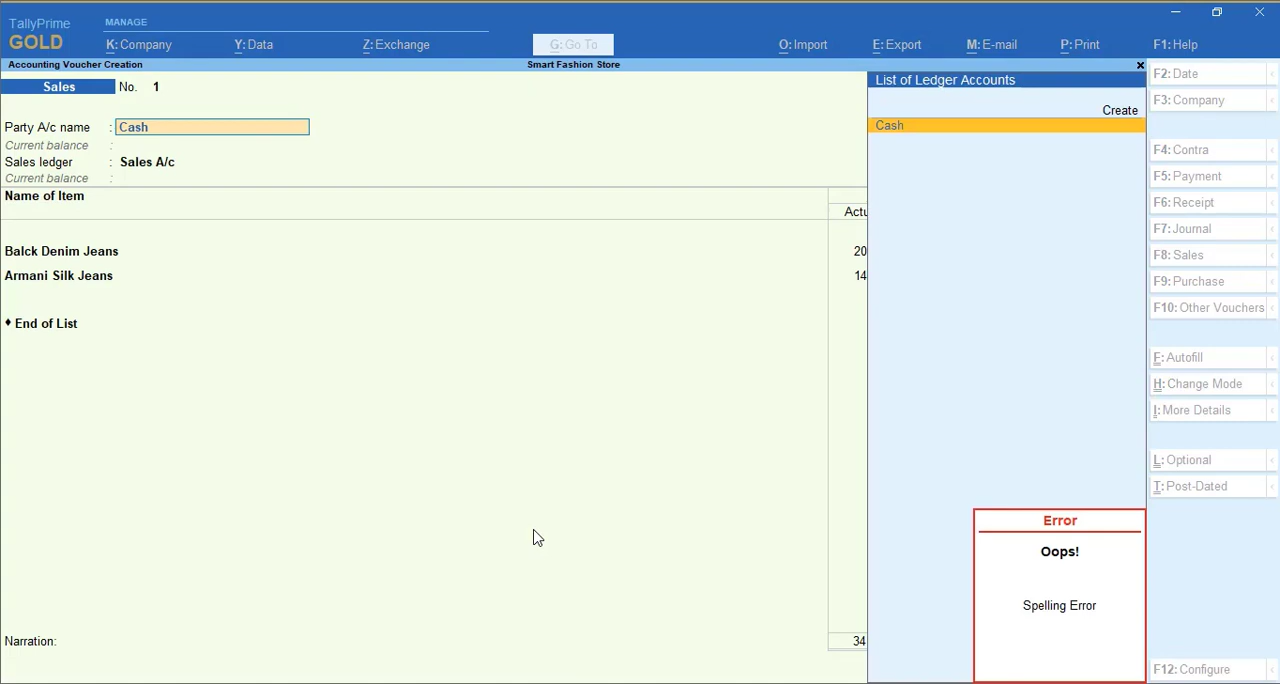 TallyPrime
GOLD
MANAGE
K: Company
Y: Data
Z: Exchange
G: Go To
O: Import
E: Export
M: E-mail
P: Print
F1: Help
Accounting Voucher Creation
Smart Fashion Store
Sales No. 1
Party A/c name : Cash
Current balance :
Sales ledger : Sales A/c
Current balance :
Name of Item
Actu
Balck Denim Jeans 20
Armani Silk Jeans 14
♦ End of List
Narration: 34
List of Ledger Accounts
Create
Cash
Error
Oops!
Spelling Error
F2: Date
F3: Company
F4: Contra
F5: Payment
F6: Receipt
F7: Journal
F8: Sales
F9: Purchase
F10: Other Vouchers
F: Autofill
H: Change Mode
I: More Details
L: Optional
T: Post-Dated
F12: Configure